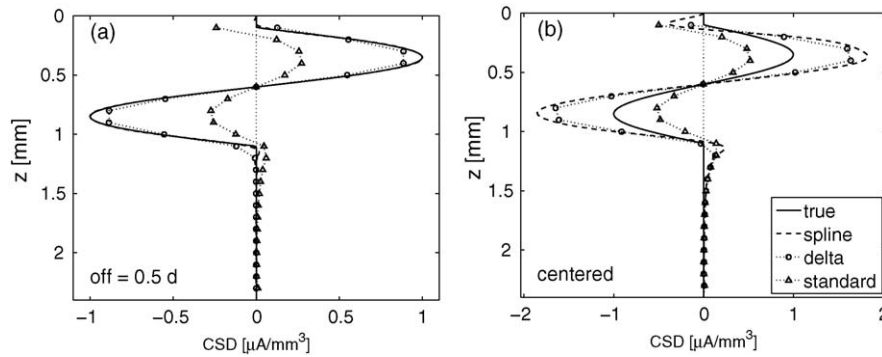 (a)
0
0.5
1
1.5
2
z [mm]
off = 0.5 d
−1 −0.5 0 0.5 1
CSD [μA/mm³]
(b)
0
0.5
1
1.5
2
z [mm]
centered
true
spline
delta
standard
−2 −1 0 1 2
CSD [μA/mm³]